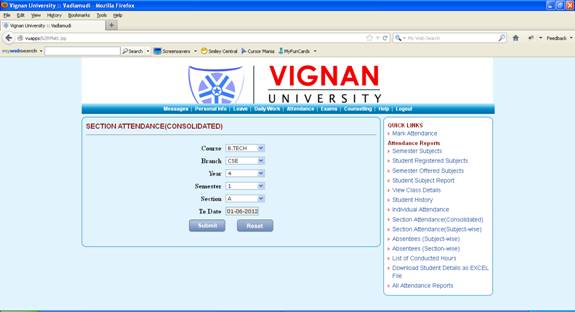 Vignan University :: Vadlamudi - Mozilla Firefox
File Edit View History Bookmarks Tools Help
Vignan University :: Vadlamudi
My Web Search
mywebsearch Search Screensavers Smiley Central Cursor Mania MyFunCards Feedback
VIGNAN
UNIVERSITY
Messages | Personal Info | Leave | Daily Work | Attendance | Exams | Counselling | Help | Logout
SECTION ATTENDANCE(CONSOLIDATED)
Course B.TECH
Branch CSE
Year 4
Semester 1
Section A
To Date 01-06-2012
Submit Reset
QUICK LINKS
Mark Attendance
Attendance Reports
Semester Subjects
Student Registered Subjects
Semester Offered Subjects
Student Subject Report
View Class Details
Student History
Individual Attendance
Section Attendance(Consolidated)
Section Attendance(Subject-wise)
Absentees (Subject-wise)
Absentees (Section-wise)
List of Conducted Hours
Download Student Details as EXCEL
File
All Attendance Reports